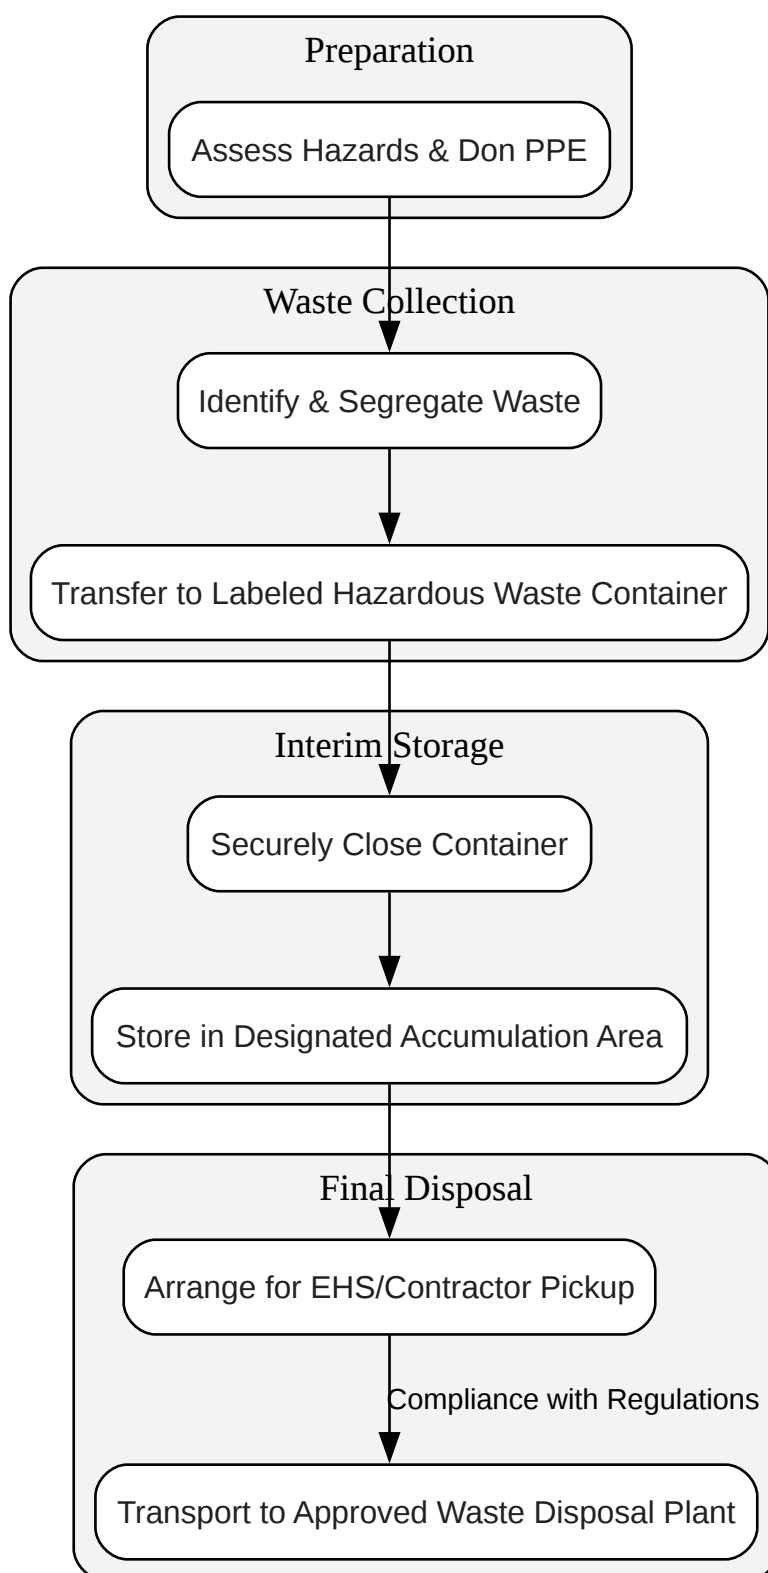 Preparation
Assess Hazards & Don PPE
Waste Collection
Identify & Segregate Waste
Transfer to Labeled Hazardous Waste Container
Interim Storage
Securely Close Container
Store in Designated Accumulation Area
Final Disposal
Arrange for EHS/Contractor Pickup
Compliance with Regulations
Transport to Approved Waste Disposal Plant